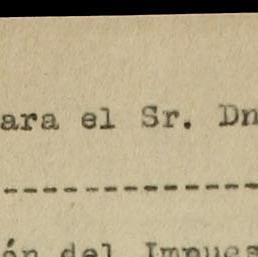 ara el Sr. Dn
--------------
ón del Impues